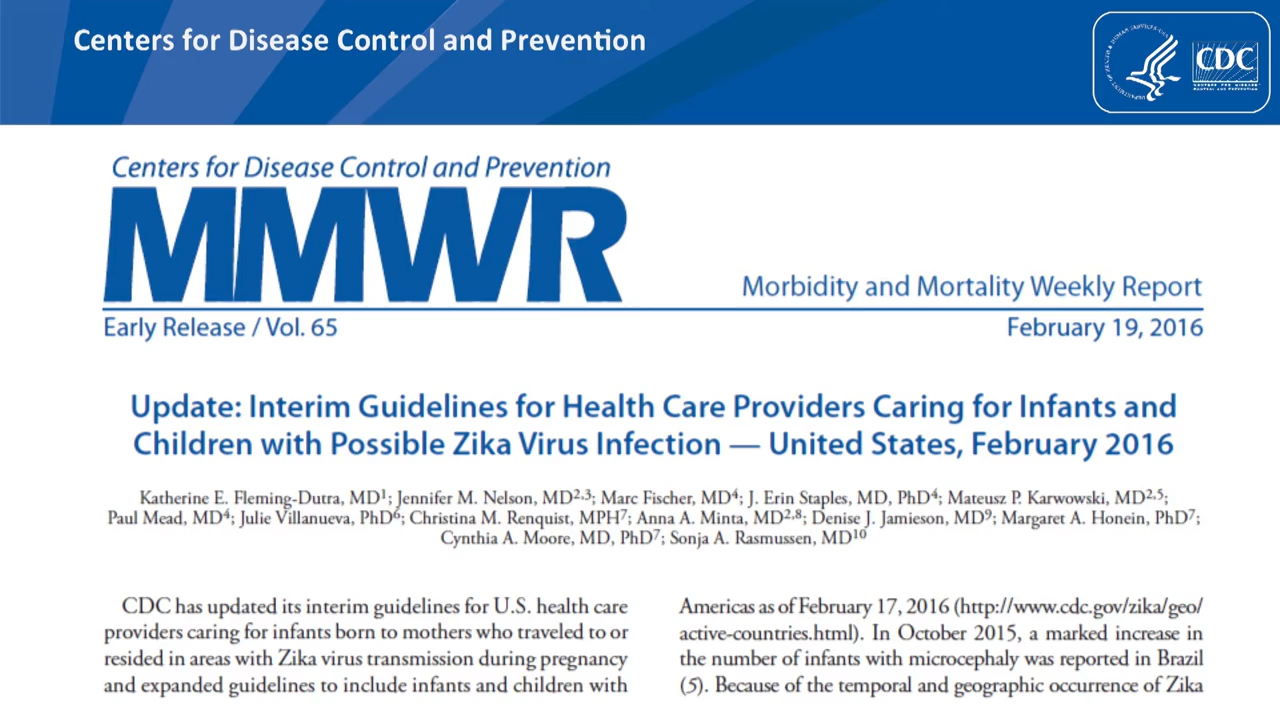 Centers for Disease Control and Prevention
CDC
CENTERS FOR DISEASE
CONTROL AND PREVENTION
Centers for Disease Control and Prevention
MMWR
Morbidity and Mortality Weekly Report
Early Release / Vol. 65
February 19, 2016
Update: Interim Guidelines for Health Care Providers Caring for Infants and
Children with Possible Zika Virus Infection — United States, February 2016
Katherine E. Fleming-Dutra, MD1; Jennifer M. Nelson, MD2,3; Marc Fischer, MD4; J. Erin Staples, MD, PhD4; Mateusz P. Karwowski, MD2,5;
Paul Mead, MD4; Julie Villanueva, PhD6; Christina M. Renquist, MPH7; Anna A. Minta, MD2,8; Denise J. Jamieson, MD9; Margaret A. Honein, PhD7;
Cynthia A. Moore, MD, PhD7; Sonja A. Rasmussen, MD10
CDC has updated its interim guidelines for U.S. health care
providers caring for infants born to mothers who traveled to or
resided in areas with Zika virus transmission during pregnancy
and expanded guidelines to include infants and children with
Americas as of February 17, 2016 (http://www.cdc.gov/zika/geo/
active-countries.html). In October 2015, a marked increase in
the number of infants with microcephaly was reported in Brazil
(5). Because of the temporal and geographic occurrence of Zika